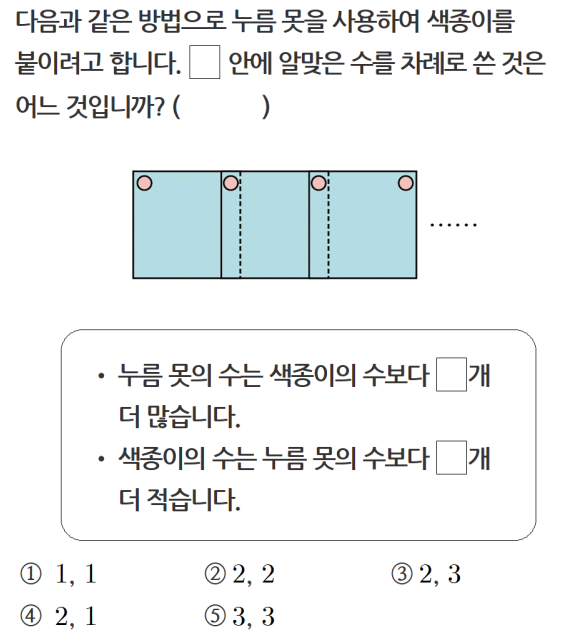 다음과 같은 방법으로 누름 못을 사용하여 색종이를
붙이려고 합니다. □ 안에 알맞은 수를 차례로 쓴 것은
어느 것입니까? (          )
······
• 누름 못의 수는 색종이의 수보다 □개
더 많습니다.
• 색종이의 수는 누름 못의 수보다 □개
더 적습니다.
① 1, 1 ② 2, 2 ③ 2, 3
④ 2, 1 ⑤ 3, 3